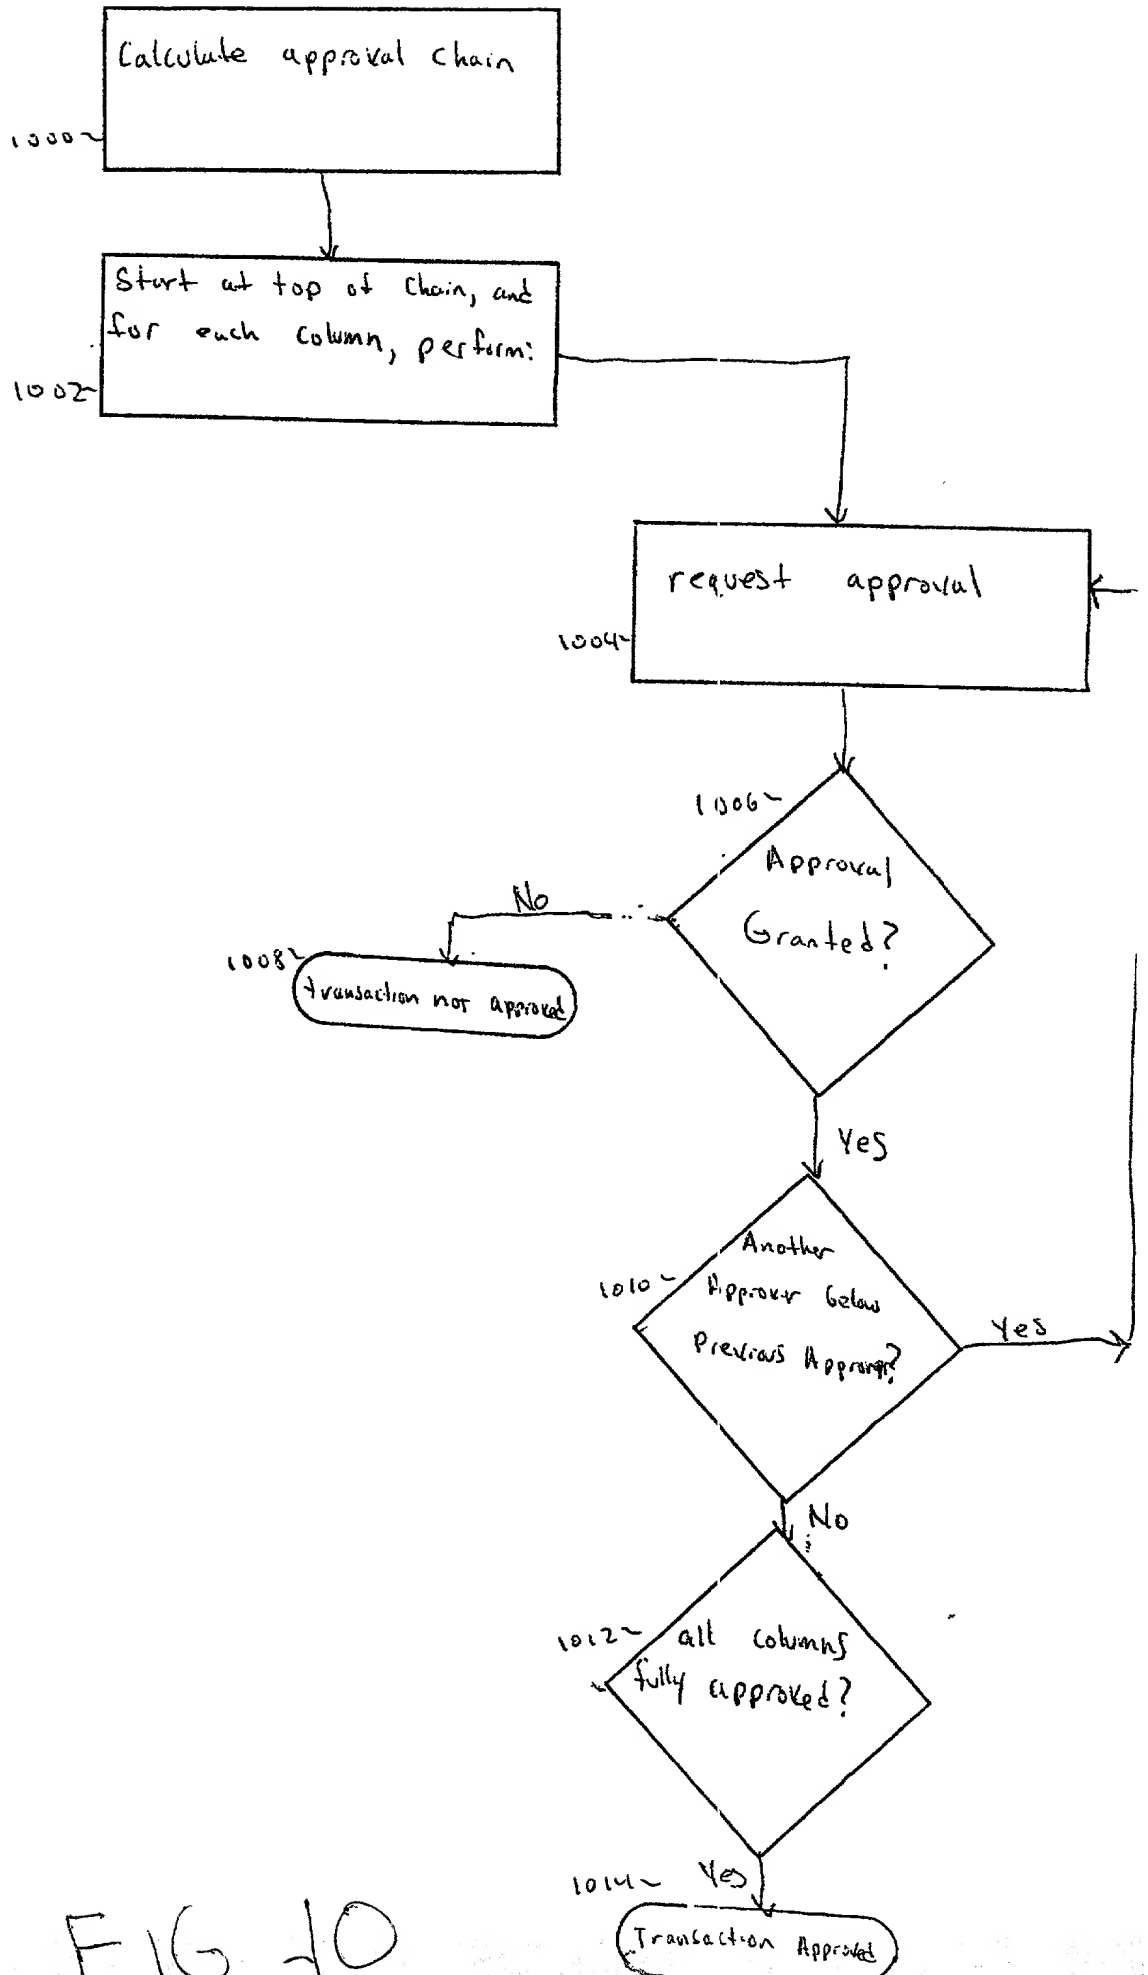 Calculate approval chain
1000
Start at top of chain, and
for each column, perform:
1002
request approval
1004
1006
Approval
Granted?
No
1008
transaction not approved
Yes
Another
1010
Approver below
Previous Approver?
Yes
No
1012
all columns
fully approved?
Yes
1014
Transaction Approved
FIG 10